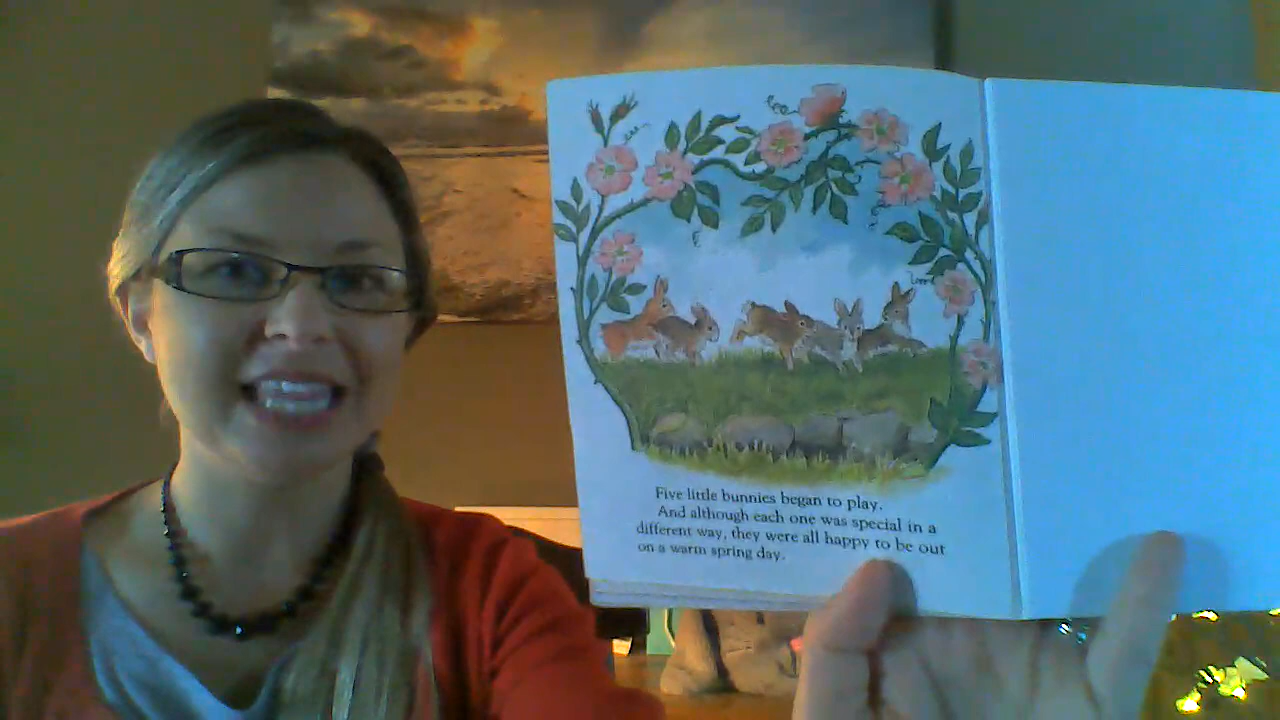 Five little bunnies began to play.
And although each one was special in a
different way, they were all happy to be out
on a warm spring day.